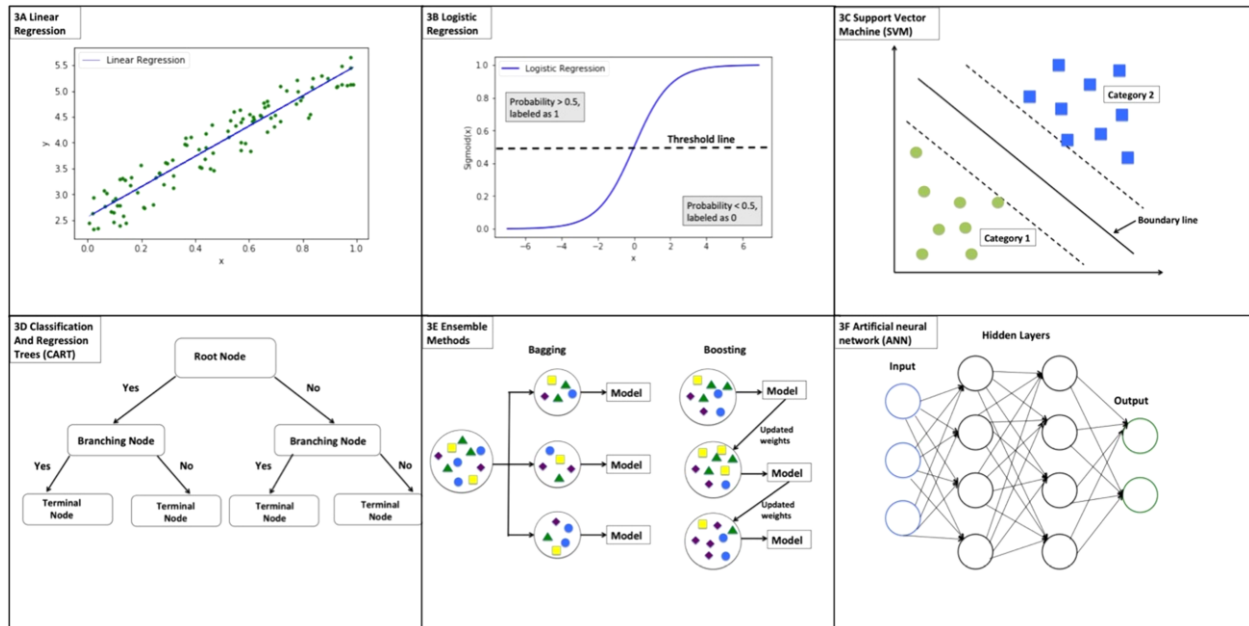 3A Linear
Regression
Linear Regression
5.5
5.0
4.5
4.0
3.5
3.0
2.5
y
0.0 0.2 0.4 0.6 0.8 1.0
x
3B Logistic
Regression
Logistic Regression
1.0
0.8
0.6
0.4
0.2
0.0
Sigmoid(x)
Probability > 0.5,
labeled as 1
Threshold line
Probability < 0.5,
labeled as 0
−6 −4 −2 0 2 4 6
x
3C Support Vector
Machine (SVM)
Category 2
Boundary line
Category 1
3D Classification
And Regression
Trees (CART)
Root Node
Yes No
Branching Node Branching Node
Yes No Yes No
Terminal
Node
Terminal
Node
Terminal
Node
Terminal
Node
3E Ensemble
Methods
Bagging
Model
Model
Model
Boosting
Model
Updated
weights
Model
Updated
weights
Model
3F Artificial neural
network (ANN)
Hidden Layers
Input
Output